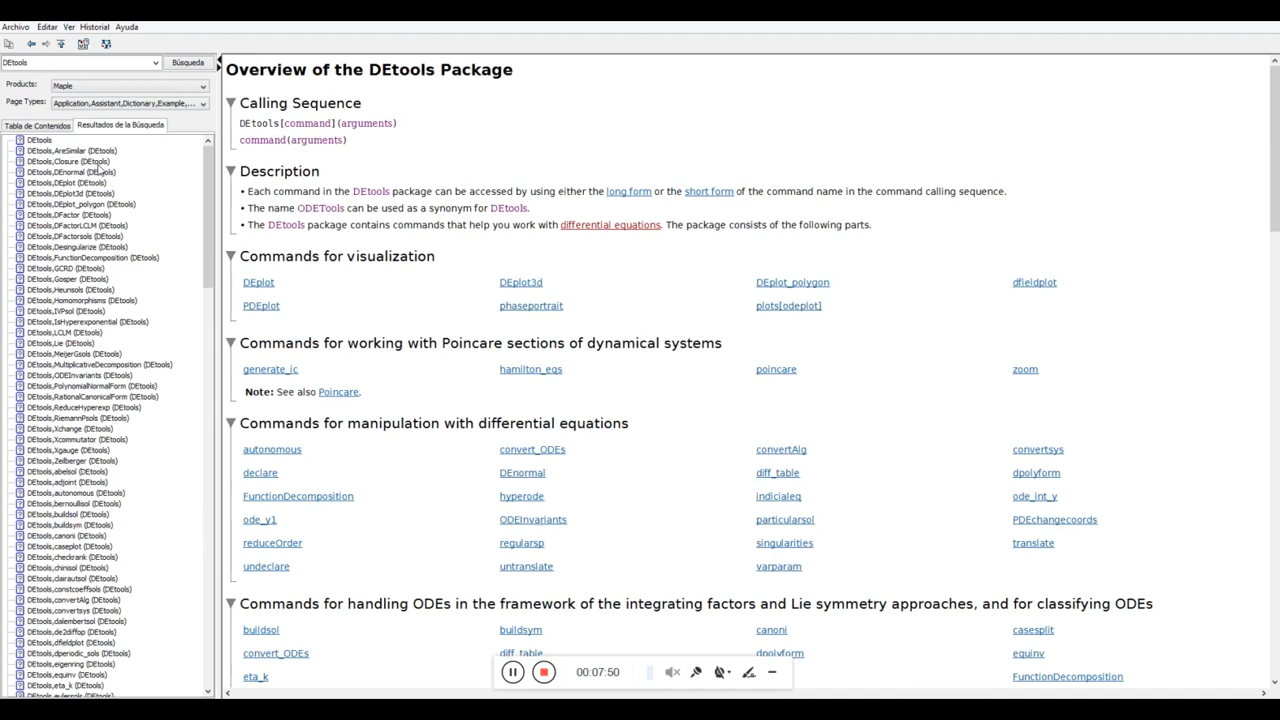 Archivo Editar Ver Historial Ayuda
DEtools Búsqueda
Products: Maple
Page Types: Application,Assistant,Dictionary,Example,...
Tabla de Contenidos Resultados de la Búsqueda
DEtools
DEtools,AreSimilar (DEtools)
DEtools,Closure (DEtools)
DEtools,DEnormal (DEtools)
DEtools,DEplot (DEtools)
DEtools,DEplot3d (DEtools)
DEtools,DEplot_polygon (DEtools)
DEtools,DFactor (DEtools)
DEtools,DFactorLCLM (DEtools)
DEtools,DFactorsols (DEtools)
DEtools,Desingularize (DEtools)
DEtools,FunctionDecomposition (DEtools)
DEtools,GCRD (DEtools)
DEtools,Gosper (DEtools)
DEtools,Heunsols (DEtools)
DEtools,Homomorphisms (DEtools)
DEtools,IVPsol (DEtools)
DEtools,IsHyperexponential (DEtools)
DEtools,LCLM (DEtools)
DEtools,Lie (DEtools)
DEtools,MeijerGsols (DEtools)
DEtools,MultiplicativeDecomposition (DEtools)
DEtools,ODEInvariants (DEtools)
DEtools,PolynomialNormalForm (DEtools)
DEtools,RationalCanonicalForm (DEtools)
DEtools,ReduceHyperexp (DEtools)
DEtools,RiemannPsols (DEtools)
DEtools,Xchange (DEtools)
DEtools,Xcommutator (DEtools)
DEtools,Xgauge (DEtools)
DEtools,Zeilberger (DEtools)
DEtools,abelsol (DEtools)
DEtools,adjoint (DEtools)
DEtools,autonomous (DEtools)
DEtools,bernoullisol (DEtools)
DEtools,buildsol (DEtools)
DEtools,buildsym (DEtools)
DEtools,canoni (DEtools)
DEtools,caseplot (DEtools)
DEtools,checkrank (DEtools)
DEtools,chinisol (DEtools)
DEtools,clairautsol (DEtools)
DEtools,constcoeffsols (DEtools)
DEtools,convertAlg (DEtools)
DEtools,convertsys (DEtools)
DEtools,dalembertsol (DEtools)
DEtools,de2diffop (DEtools)
DEtools,dfieldplot (DEtools)
DEtools,dperiodic_sols (DEtools)
DEtools,eigenring (DEtools)
DEtools,equinv (DEtools)
DEtools,eta_k (DEtools)
DEtools,eulersols (DEtools)
Overview of the DEtools Package
Calling Sequence
DEtools[command](arguments)
command(arguments)
Description
• Each command in the DEtools package can be accessed by using either the long form or the short form of the command name in the command calling sequence.
• The name ODETools can be used as a synonym for DEtools.
• The DEtools package contains commands that help you work with differential equations. The package consists of the following parts.
Commands for visualization
DEplot DEplot3d DEplot_polygon dfieldplot
PDEplot phaseportrait plots[odeplot]
Commands for working with Poincare sections of dynamical systems
generate_ic hamilton_eqs poincare zoom
Note: See also Poincare.
Commands for manipulation with differential equations
autonomous convert_ODEs convertAlg convertsys
declare DEnormal diff_table dpolyform
FunctionDecomposition hyperode indicialeq ode_int_y
ode_y1 ODEInvariants particularsol PDEchangecoords
reduceOrder regularsp singularities translate
undeclare untranslate varparam
Commands for handling ODEs in the framework of the integrating factors and Lie symmetry approaches, and for classifying ODEs
buildsol buildsym canoni casesplit
convert_ODEs diff_table dpolyform equinv
eta_k FunctionDecomposition
00:07:50